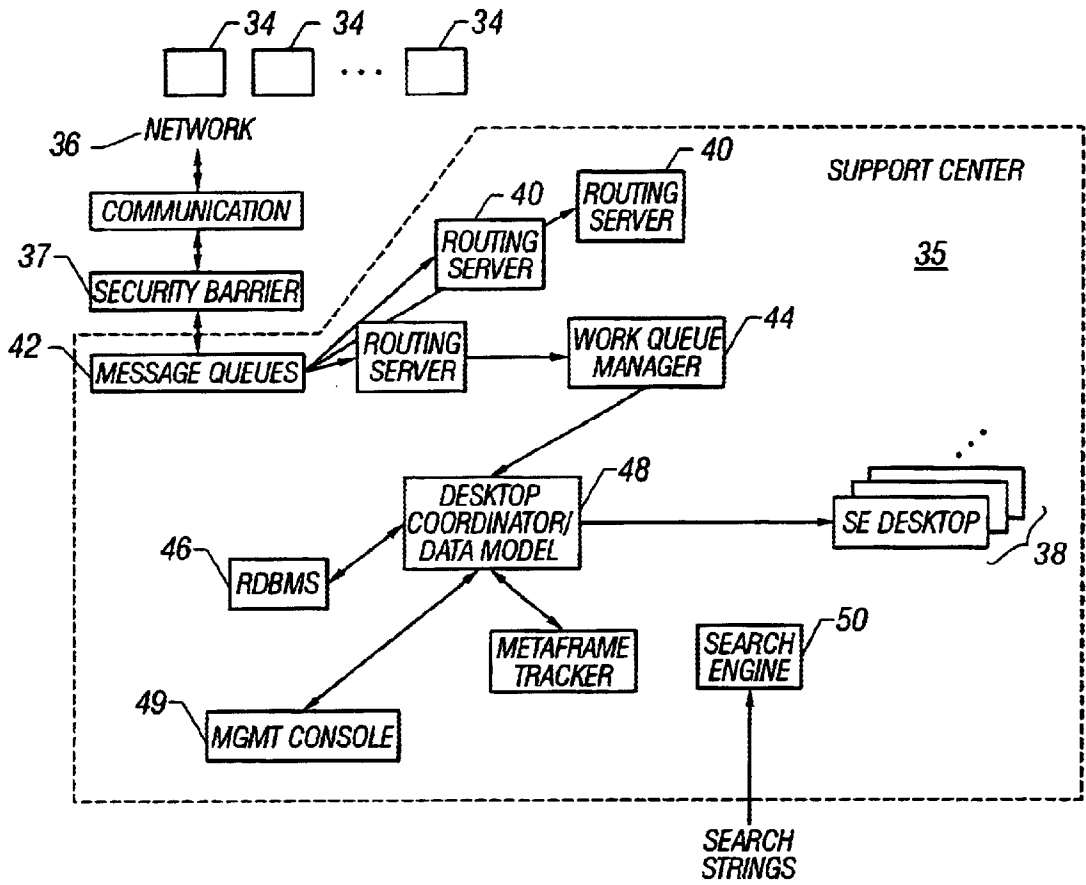 34 34 34
...
36 NETWORK
COMMUNICATION
37
SECURITY BARRIER
42
MESSAGE QUEUES
40
ROUTING
SERVER
40
ROUTING
SERVER
SUPPORT CENTER
35
ROUTING
SERVER
WORK QUEUE
MANAGER
44
DESKTOP
COORDINATOR/
DATA MODEL
48
SE DESKTOP
38
46
RDBMS
METAFRAME
TRACKER
SEARCH
ENGINE
50
49
MGMT CONSOLE
SEARCH
STRINGS